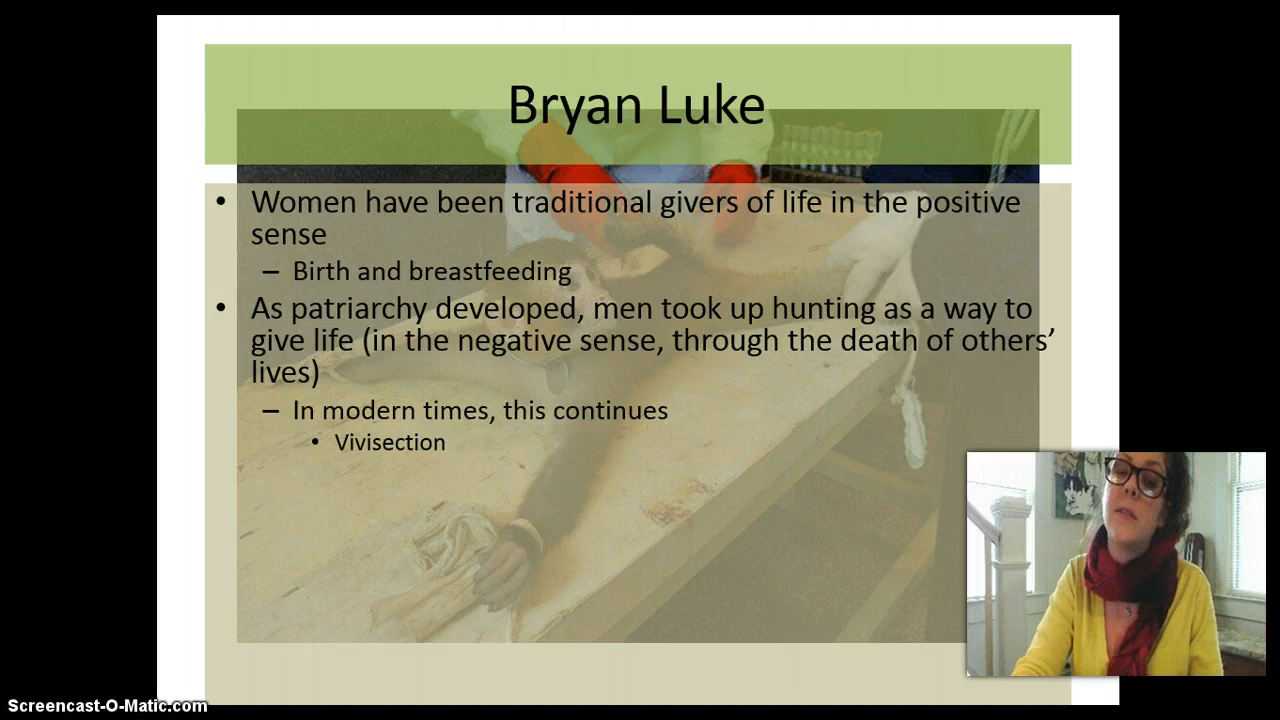 Bryan Luke
• Women have been traditional givers of life in the positive
sense
– Birth and breastfeeding
• As patriarchy developed, men took up hunting as a way to
give life (in the negative sense, through the death of others’
lives)
– In modern times, this continues
• Vivisection
Screencast-O-Matic.com